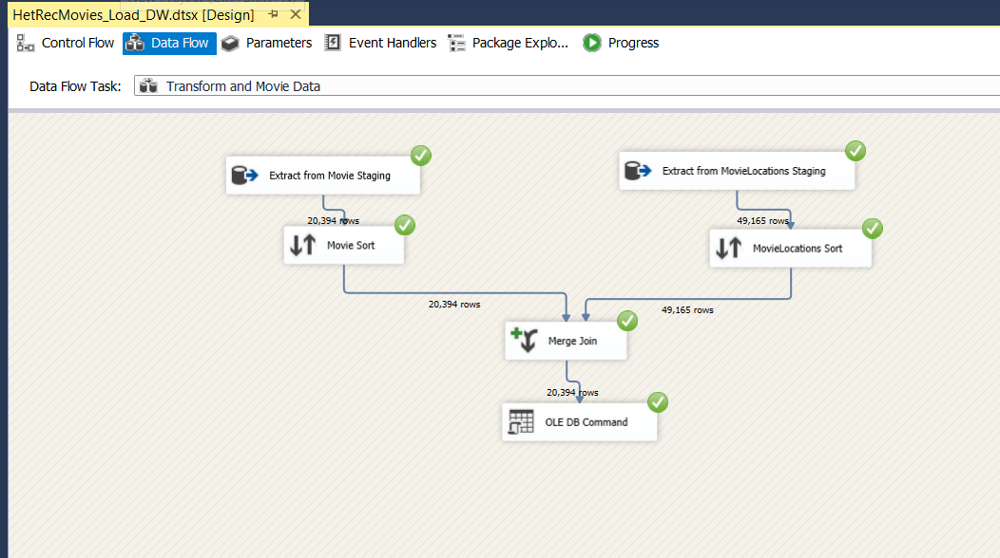 HetRecMovies_Load_DW.dtsx [Design]
Control Flow Data Flow Parameters Event Handlers Package Explo... Progress
Data Flow Task: Transform and Movie Data
Extract from Movie Staging
Extract from MovieLocations Staging
20,394 rows
49,165 rows
Movie Sort
MovieLocations Sort
20,394 rows
49,165 rows
Merge Join
20,394 rows
OLE DB Command